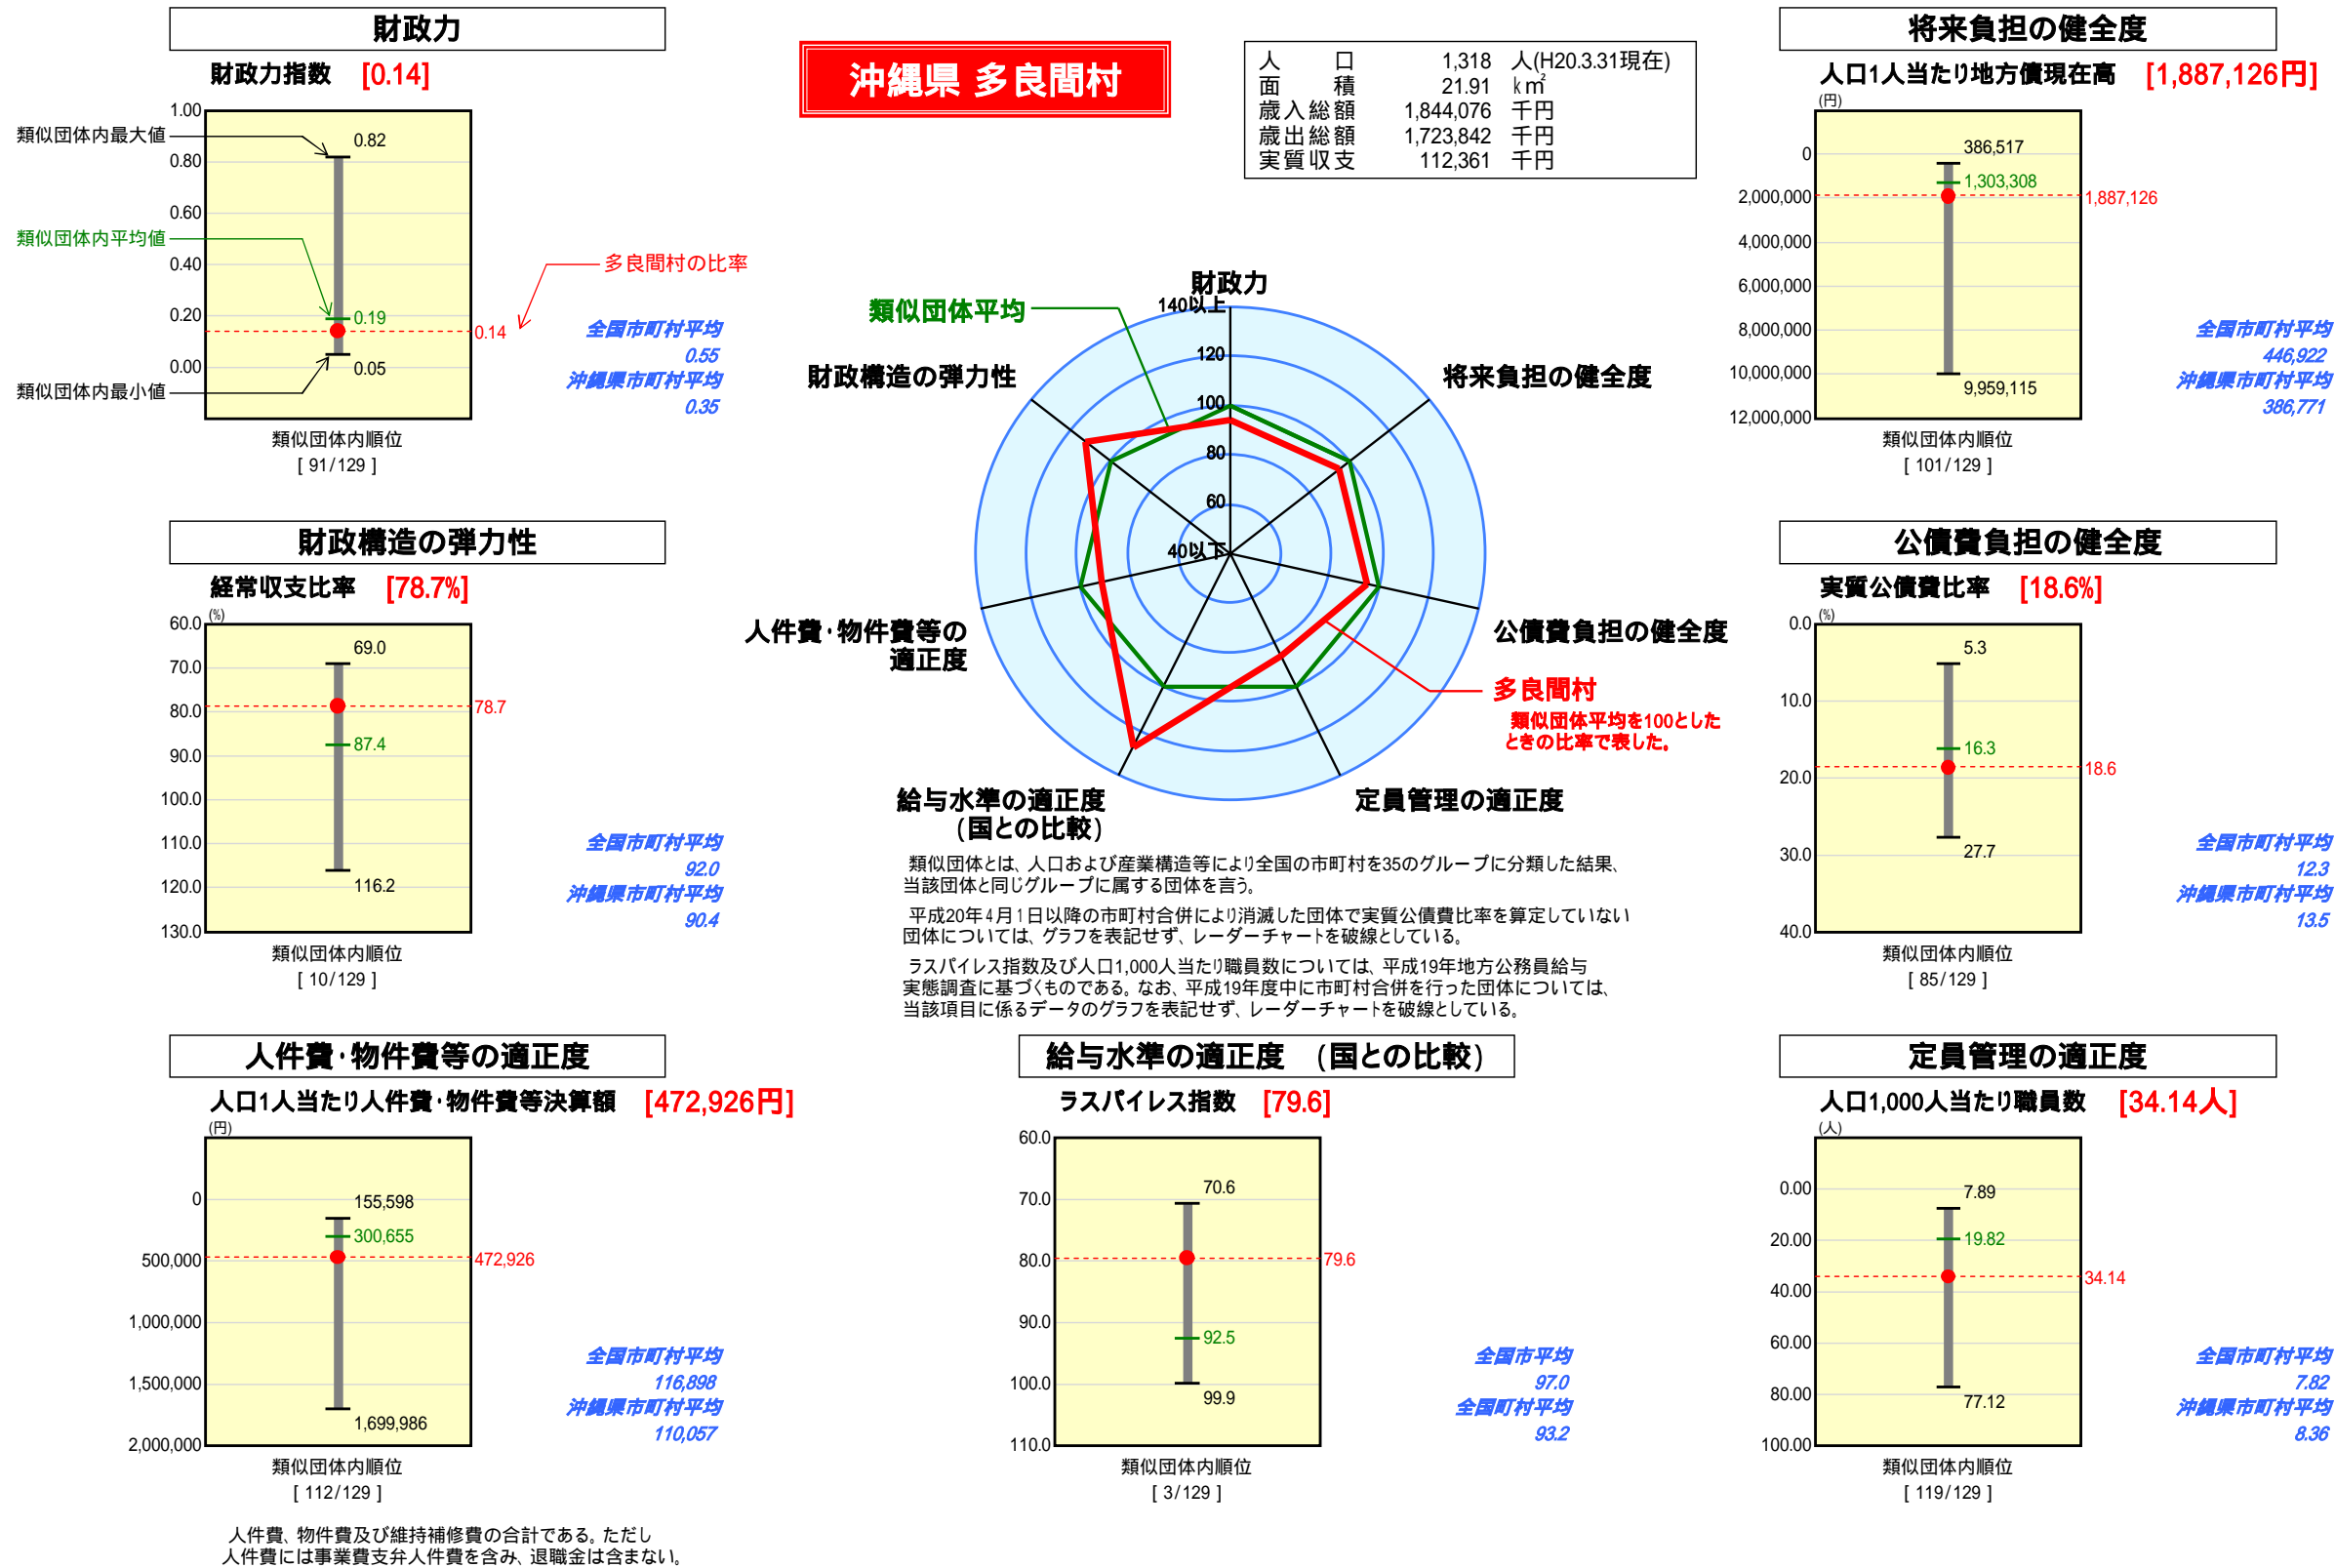 財政力
財政力指数 [0.14]
1.00
0.80
0.60
0.40
0.20
0.00
類似団体内最大値
類似団体内平均値
類似団体内最小値
0.82
0.19
0.05
0.14
多良間村の比率
全国市町村平均
0.55
沖縄県市町村平均
0.35
類似団体内順位
[ 91/129 ]
沖縄県 多良間村
人口 1,318 人(H20.3.31現在)
面積 21.91 k㎡
歳入総額 1,844,076 千円
歳出総額 1,723,842 千円
実質収支 112,361 千円
将来負担の健全度
人口1人当たり地方債現在高 [1,887,126円]
(円)
0
2,000,000
4,000,000
6,000,000
8,000,000
10,000,000
12,000,000
386,517
1,303,308
9,959,115
1,887,126
全国市町村平均
446,922
沖縄県市町村平均
386,771
類似団体内順位
[ 101/129 ]
財政力
類似団体平均
140以上
120
100
80
60
40以下
財政構造の弾力性
将来負担の健全度
人件費・物件費等の
適正度
公債費負担の健全度
多良間村
類似団体平均を100とした
ときの比率で表した。
給与水準の適正度
(国との比較)
定員管理の適正度
財政構造の弾力性
経常収支比率 [78.7%]
(%)
60.0
70.0
80.0
90.0
100.0
110.0
120.0
130.0
69.0
87.4
116.2
78.7
全国市町村平均
92.0
沖縄県市町村平均
90.4
類似団体内順位
[ 10/129 ]
公債費負担の健全度
実質公債費比率 [18.6%]
(%)
0.0
10.0
20.0
30.0
40.0
5.3
16.3
27.7
18.6
全国市町村平均
12.3
沖縄県市町村平均
13.5
類似団体内順位
[ 85/129 ]
類似団体とは、人口および産業構造等により全国の市町村を35のグループに分類した結果、
当該団体と同じグループに属する団体を言う。
平成20年4月1日以降の市町村合併により消滅した団体で実質公債費比率を算定していない
団体については、グラフを表記せず、レーダーチャートを破線としている。
ラスパイレス指数及び人口1,000人当たり職員数については、平成19年地方公務員給与
実態調査に基づくものである。なお、平成19年度中に市町村合併を行った団体については、
当該項目に係るデータのグラフを表記せず、レーダーチャートを破線としている。
人件費・物件費等の適正度
人口1人当たり人件費・物件費等決算額 [472,926円]
(円)
0
500,000
1,000,000
1,500,000
2,000,000
155,598
300,655
1,699,986
472,926
全国市町村平均
116,898
沖縄県市町村平均
110,057
類似団体内順位
[ 112/129 ]
人件費、物件費及び維持補修費の合計である。ただし
人件費には事業費支弁人件費を含み、退職金は含まない。
給与水準の適正度 (国との比較)
ラスパイレス指数 [79.6]
60.0
70.0
80.0
90.0
100.0
110.0
70.6
92.5
99.9
79.6
全国市平均
97.0
全国町村平均
93.2
類似団体内順位
[ 3/129 ]
定員管理の適正度
人口1,000人当たり職員数 [34.14人]
(人)
0.00
20.00
40.00
60.00
80.00
100.00
7.89
19.82
77.12
34.14
全国市町村平均
7.82
沖縄県市町村平均
8.36
類似団体内順位
[ 119/129 ]